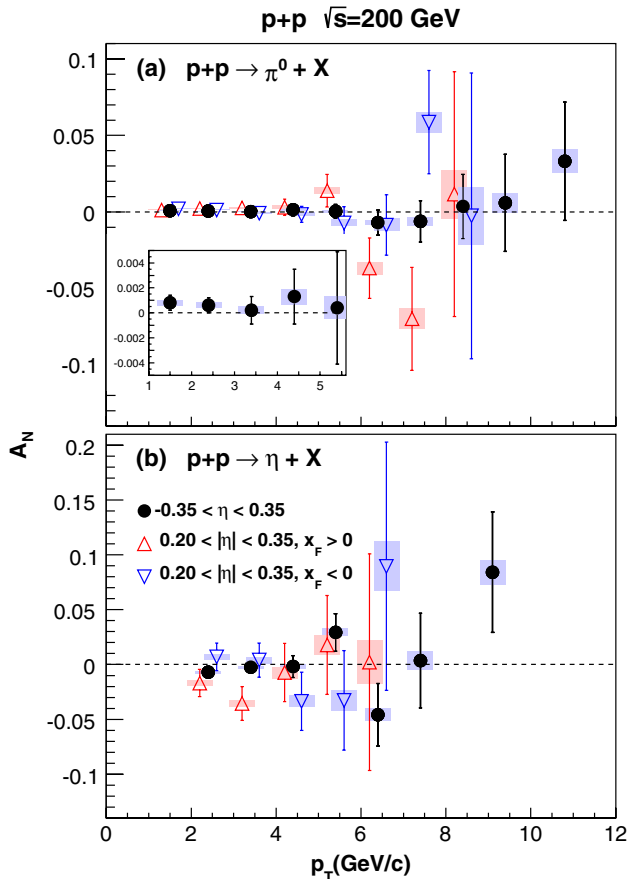 p+p √s=200 GeV
(a) p+p → π⁰ + X
0.1
0.05
0
-0.05
-0.1
0.004
0.002
0
-0.002
-0.004
1 2 3 4 5
A_N
(b) p+p → η + X
-0.35 < η < 0.35
0.20 < |η| < 0.35, x_F > 0
0.20 < |η| < 0.35, x_F < 0
0.2
0.15
0.1
0.05
0
-0.05
-0.1
0 2 4 6 8 10 12
p_T(GeV/c)